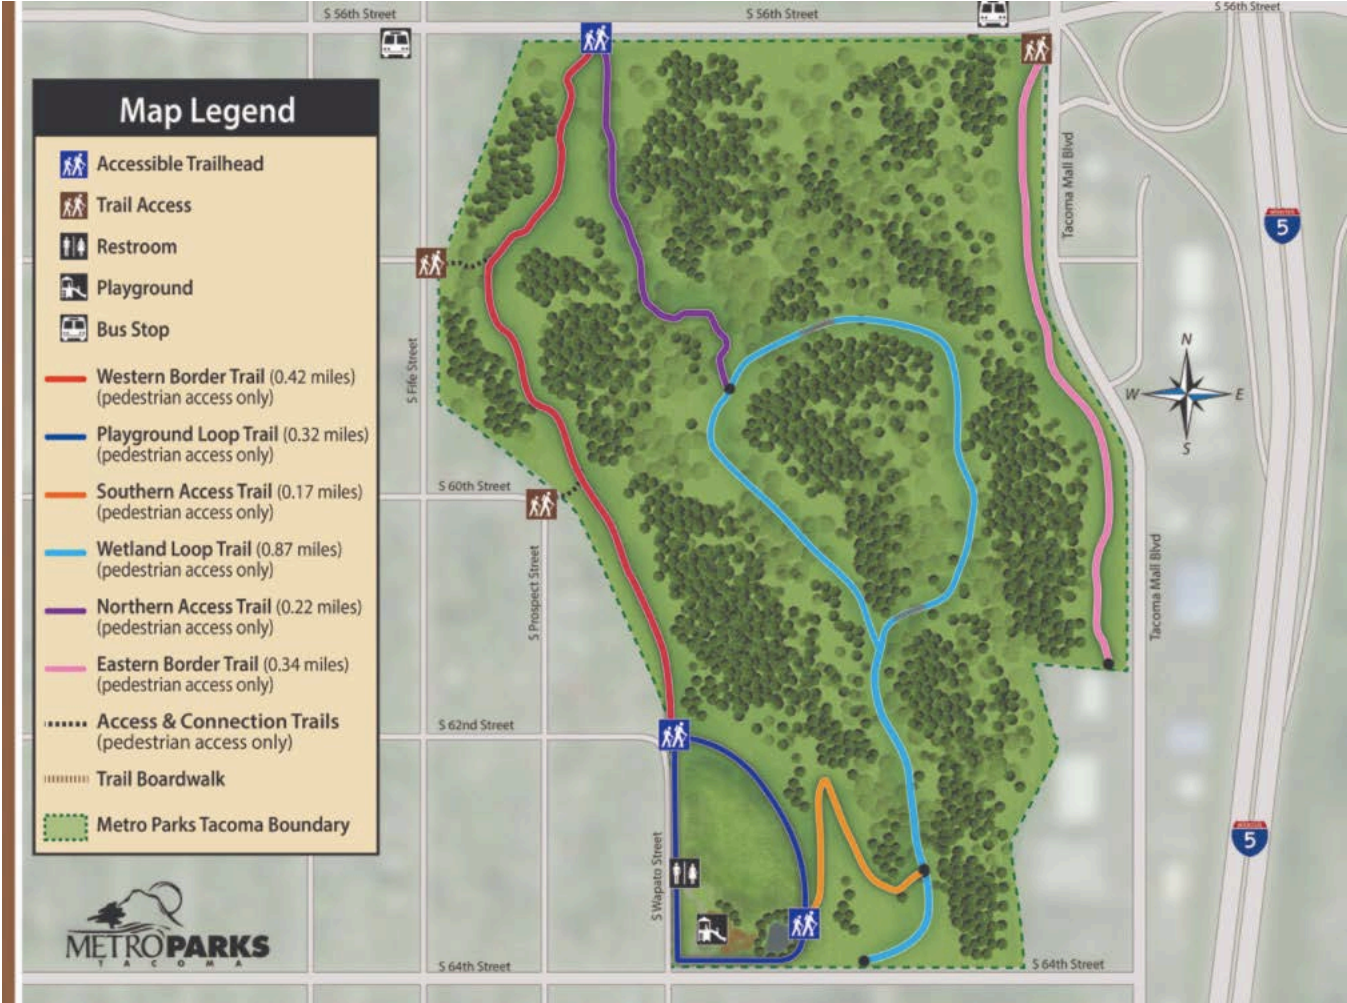 S 56th Street
S 56th Street
S 56th Street
Map Legend
Accessible Trailhead
Trail Access
Restroom
Playground
Bus Stop
Western Border Trail (0.42 miles)
(pedestrian access only)
Playground Loop Trail (0.32 miles)
(pedestrian access only)
Southern Access Trail (0.17 miles)
(pedestrian access only)
Wetland Loop Trail (0.87 miles)
(pedestrian access only)
Northern Access Trail (0.22 miles)
(pedestrian access only)
Eastern Border Trail (0.34 miles)
(pedestrian access only)
Access & Connection Trails
(pedestrian access only)
Trail Boardwalk
Metro Parks Tacoma Boundary
METRO PARKS
TACOMA
S Fife Street
S 60th Street
S Prospect Street
S 62nd Street
S Wapato Street
S 64th Street
S 64th Street
Tacoma Mall Blvd
Tacoma Mall Blvd
5
5
N
W
E
S